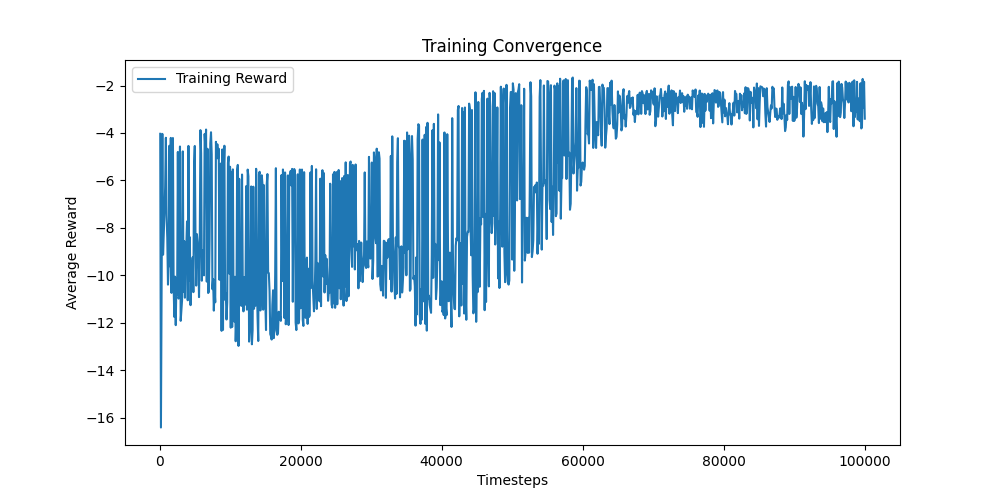 Training Convergence
Training Reward
−2
−4
−6
−8
−10
−12
−14
−16
Average Reward
0 20000 40000 60000 80000 100000
Timesteps